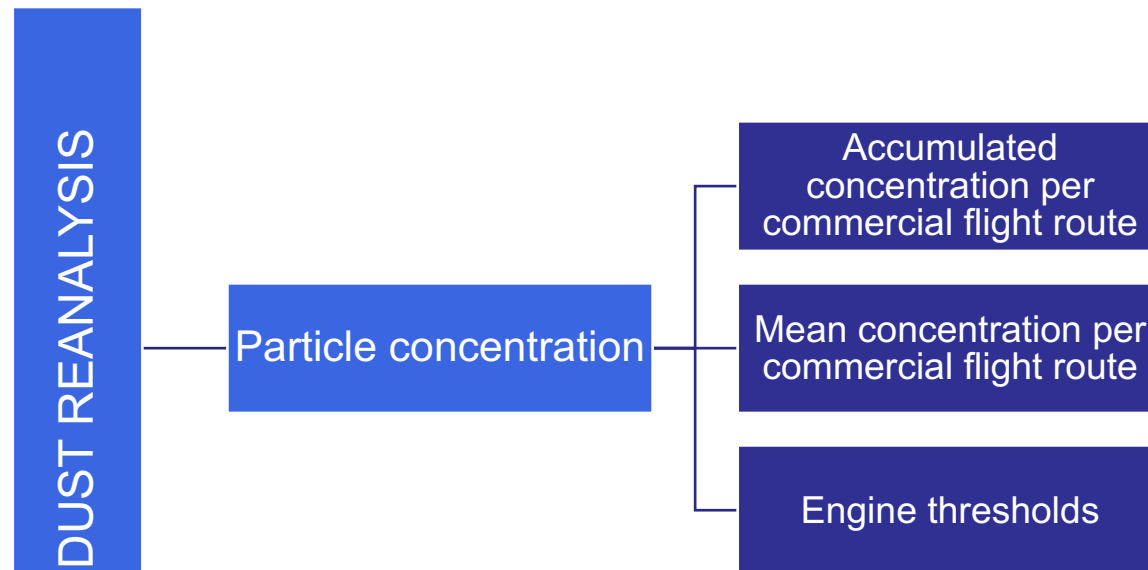 DUST REANALYSIS
Particle concentration
Accumulated
concentration per
commercial flight route
Mean concentration per
commercial flight route
Engine thresholds